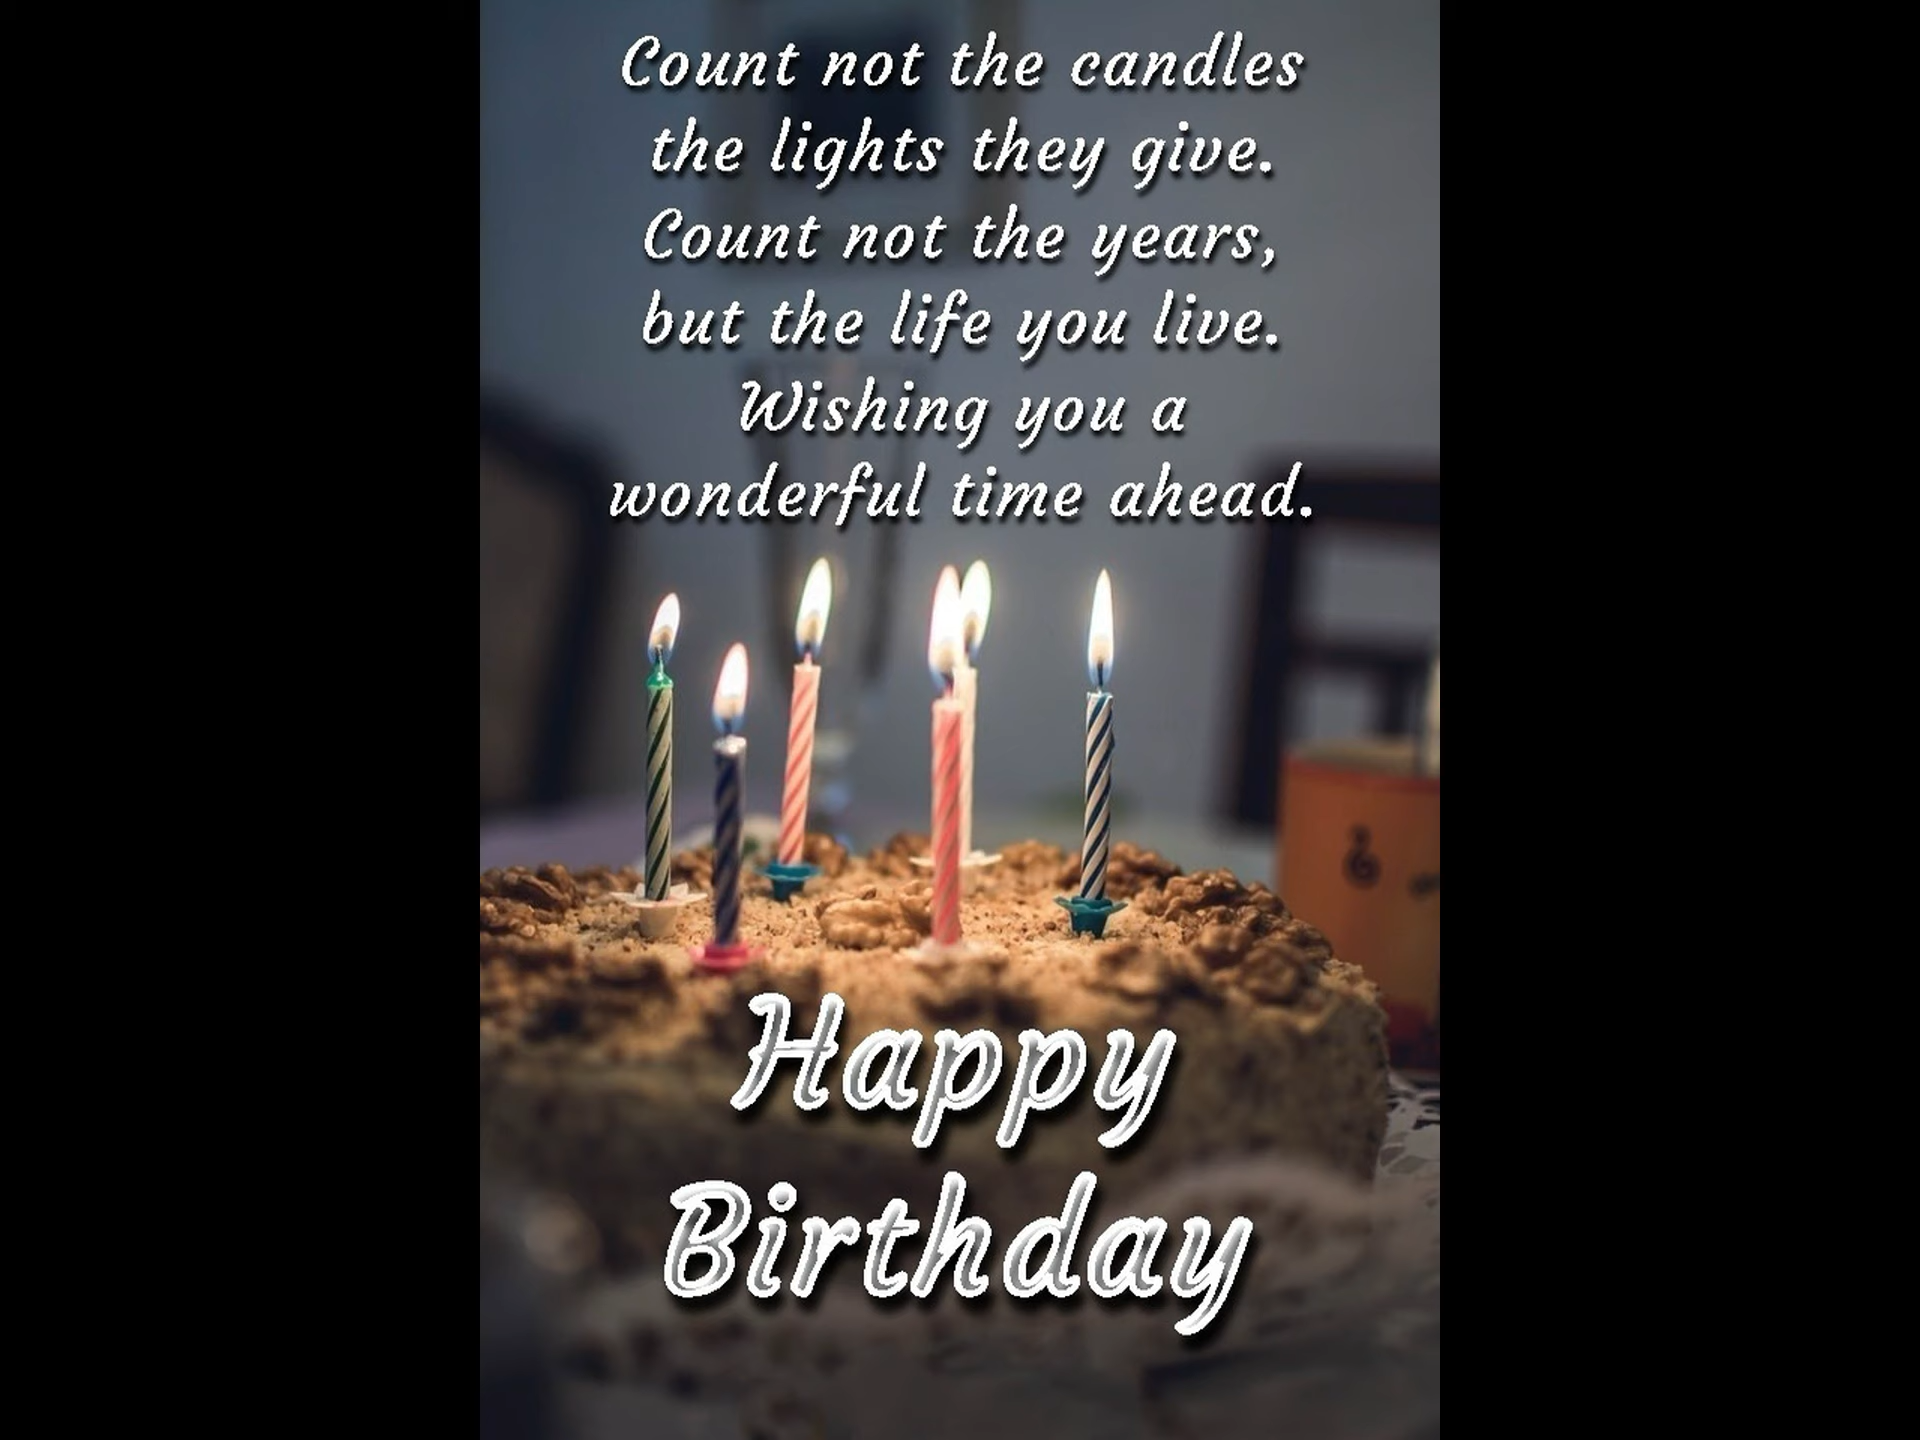 Count not the candles
the lights they give.
Count not the years,
but the life you live.
Wishing you a
wonderful time ahead.
Happy
Birthday